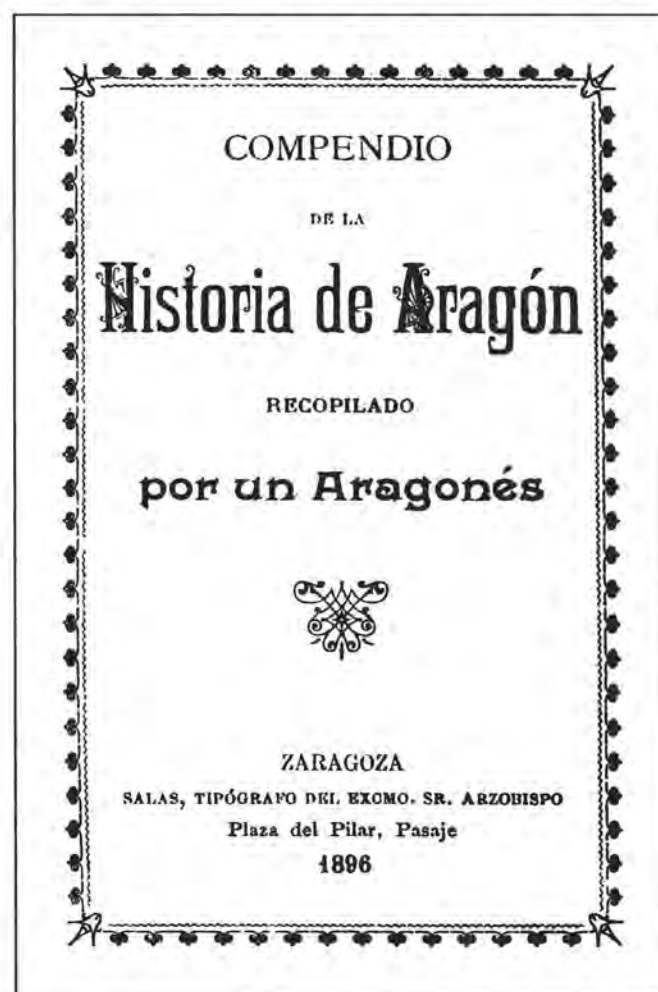 COMPENDIO
DE LA
Historia de Aragón
RECOPILADO
por un Aragonés
ZARAGOZA
SALAS, TIPÓGRAFO DEL EXCMO. SR. ARZOBISPO
Plaza del Pilar, Pasaje
1896